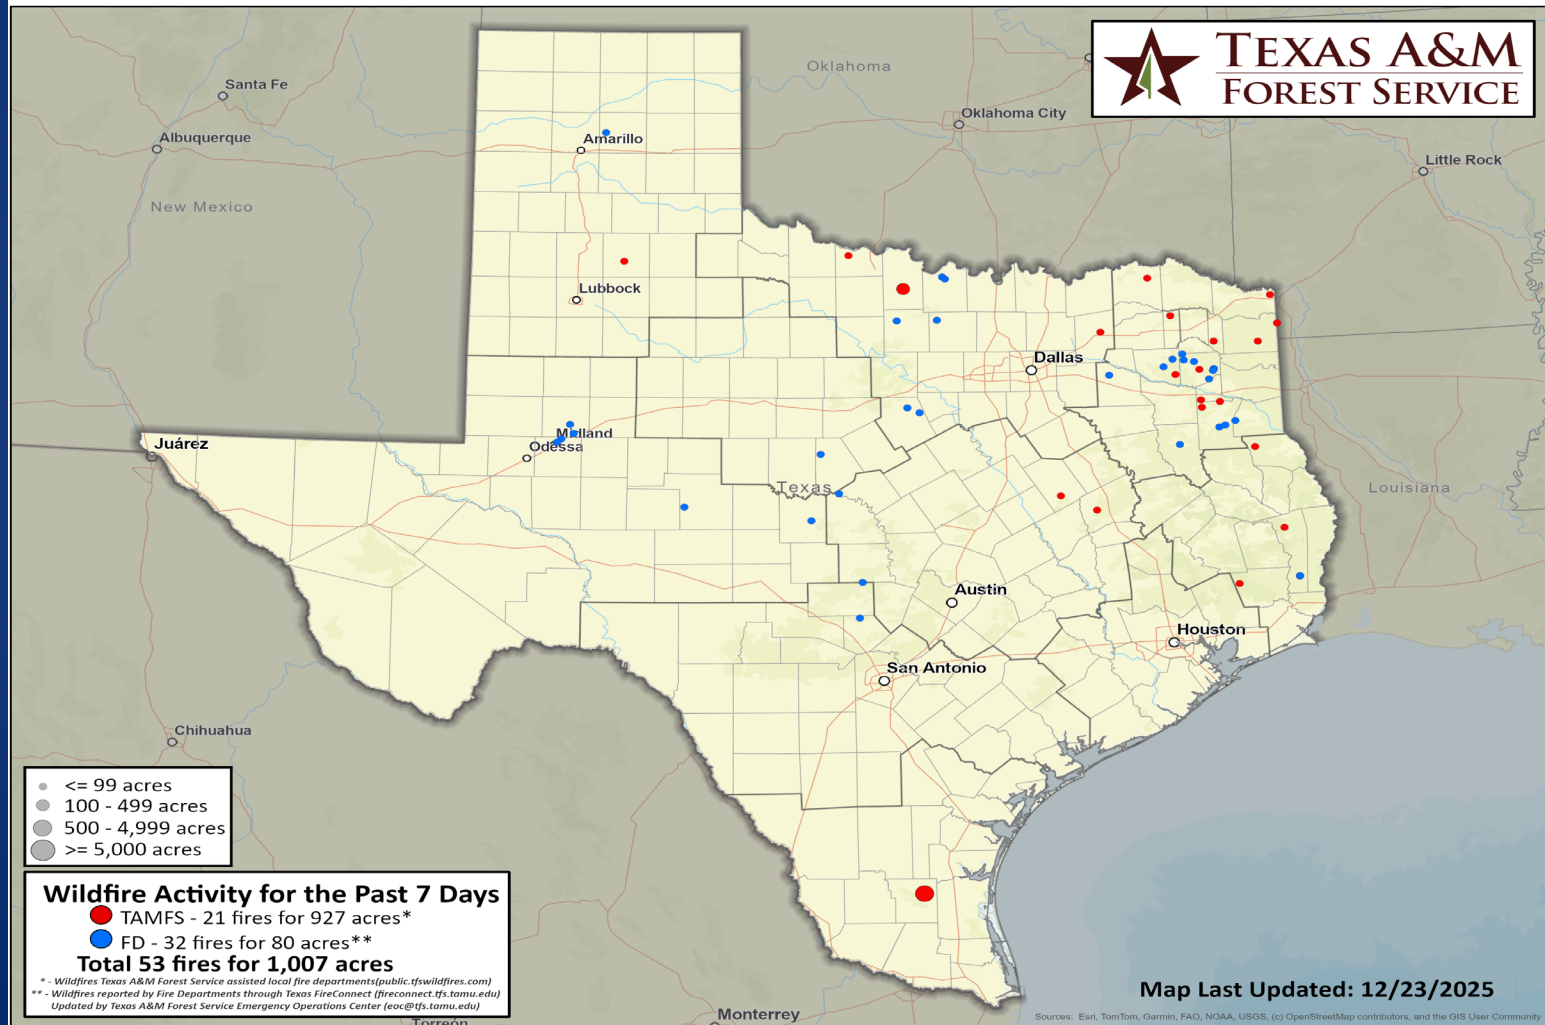 TEXAS A&M
FOREST SERVICE
Oklahoma
Santa Fe
Oklahoma City
Albuquerque
Amarillo
Little Rock
New Mexico
Lubbock
Dallas
Juárez
Midland
Odessa
Texas
Louisiana
Austin
Houston
San Antonio
Chihuahua
<= 99 acres
100 - 499 acres
500 - 4,999 acres
>= 5,000 acres
Wildfire Activity for the Past 7 Days
TAMFS - 21 fires for 927 acres*
FD - 32 fires for 80 acres**
Total 53 fires for 1,007 acres
* - Wildfires Texas A&M Forest Service assisted local fire departments(public.tfswildfires.com)
** - Wildfires reported by Fire Departments through Texas FireConnect (fireconnect.tfs.tamu.edu)
Updated by Texas A&M Forest Service Emergency Operations Center (eoc@tfs.tamu.edu)
Map Last Updated: 12/23/2025
Monterrey
Torreón
Sources: Esri, TomTom, Garmin, FAO, NOAA, USGS, (c) OpenStreetMap contributors, and the GIS User Community